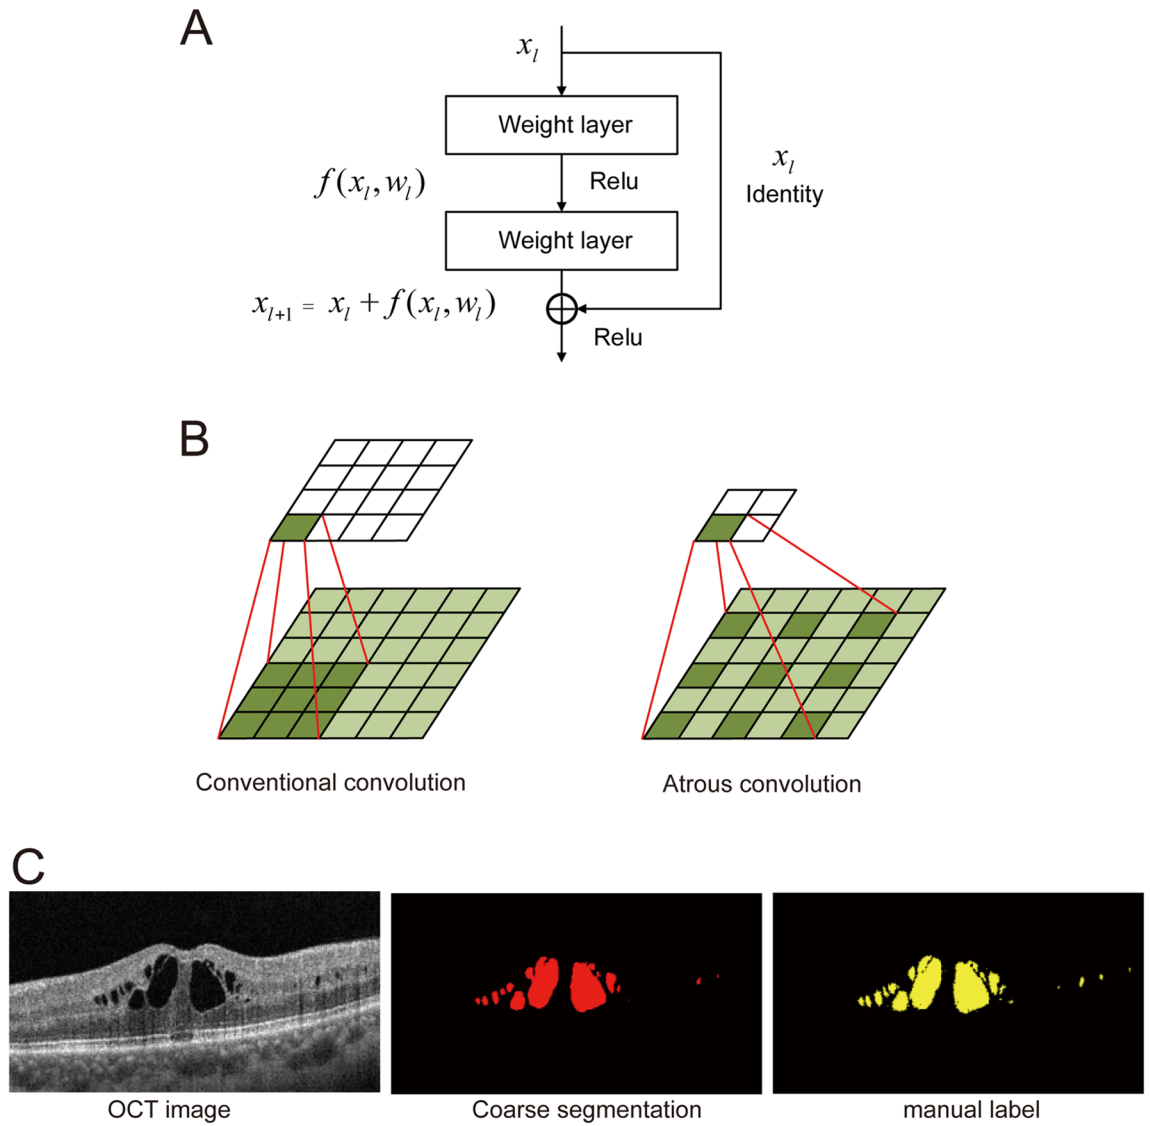 A
x_l
Weight layer
f(x_l, w_l)
Relu
x_l
Identity
Weight layer
x_{l+1} = x_l + f(x_l, w_l)
Relu
B
Conventional convolution
Atrous convolution
C
OCT image
Coarse segmentation
manual label